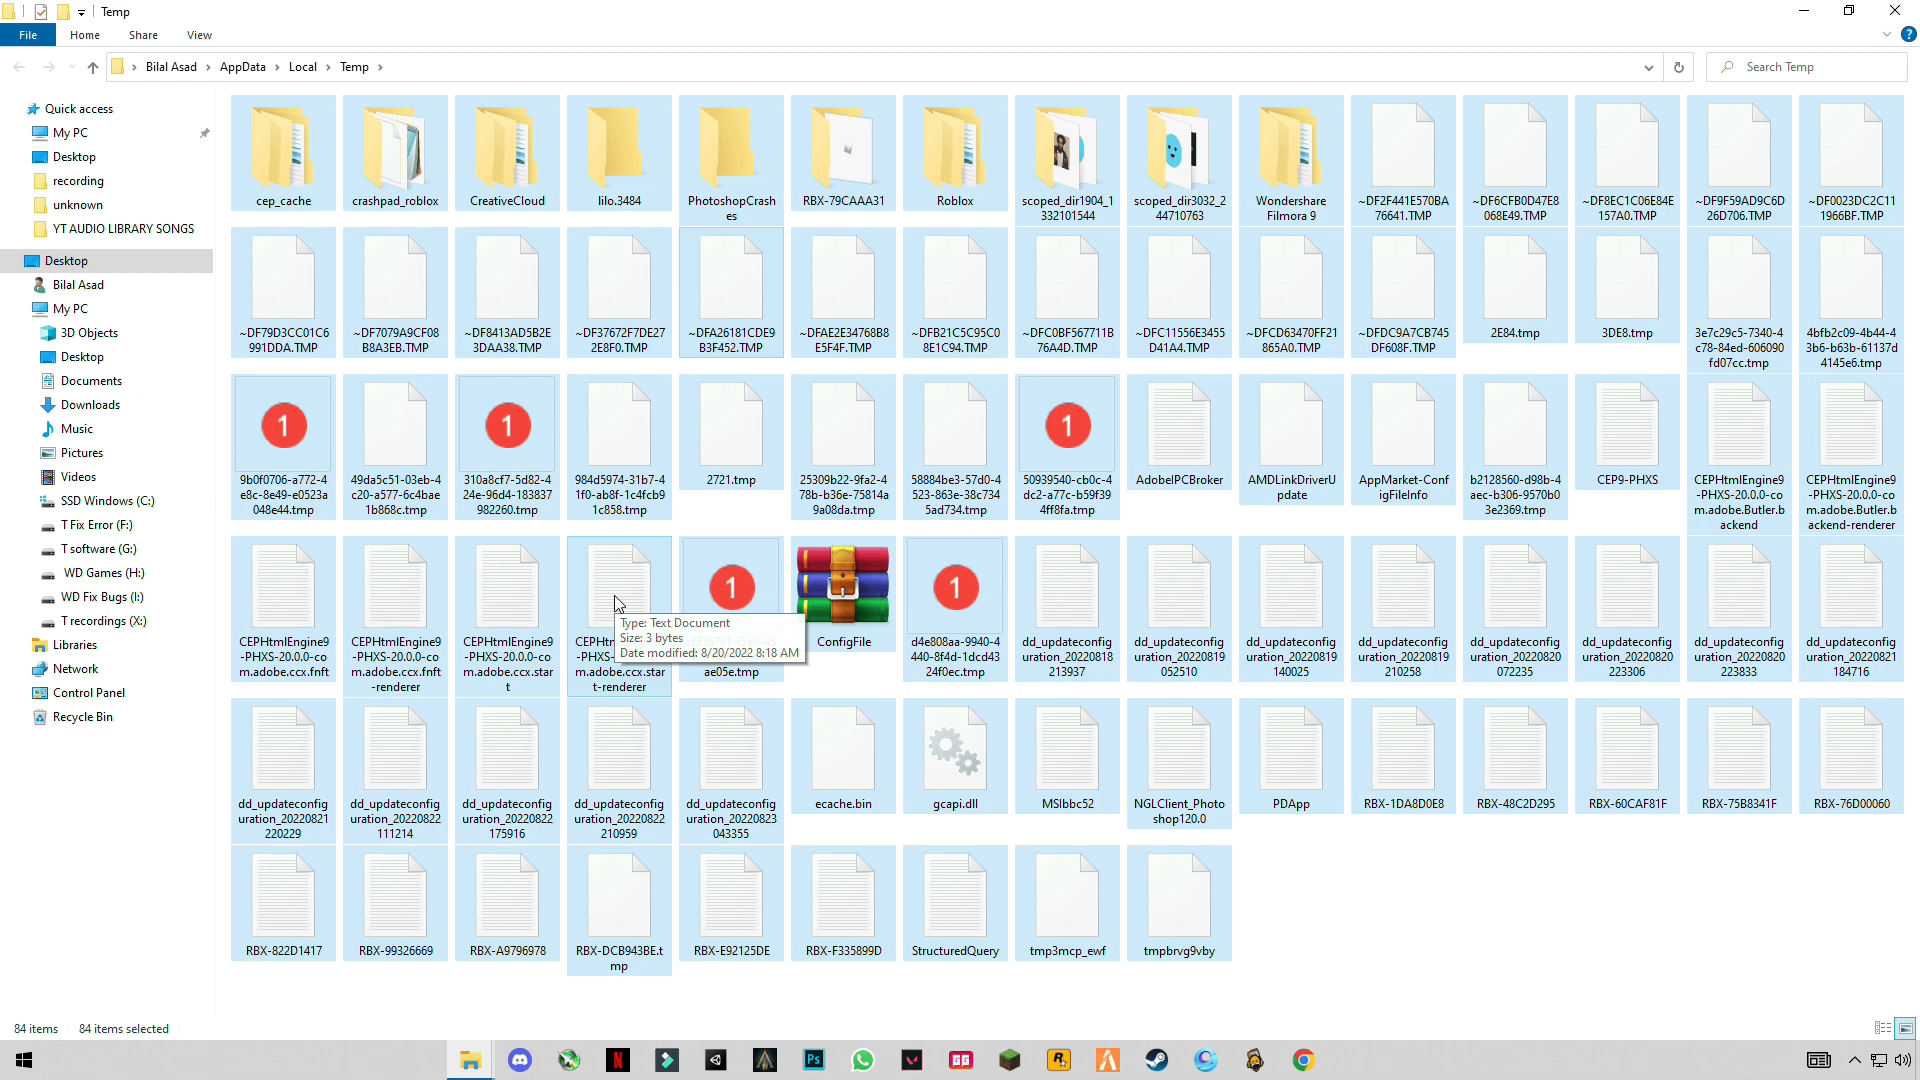 Temp
File Home Share View
Bilal Asad AppData Local Temp
Search Temp
Quick access
My PC
Desktop
recording
unknown
YT AUDIO LIBRARY SONGS
Desktop
Bilal Asad
My PC
3D Objects
Desktop
Documents
Downloads
Music
Pictures
Videos
SSD Windows (C:)
T Fix Error (F:)
T software (G:)
WD Games (H:)
WD Fix Bugs (I:)
T recordings (X:)
Libraries
Network
Control Panel
Recycle Bin
cep_cache
crashpad_roblox
CreativeCloud
lilo.3484
PhotoshopCrash
es
RBX-79CAAA31
Roblox
scoped_dir1904_1
332101544
scoped_dir3032_2
44710763
Wondershare
Filmora 9
~DF2F441E570BA
76641.TMP
~DF6CFB0D47E8
068E49.TMP
~DF8EC1C06E84E
157A0.TMP
~DF9F59AD9C6D
26D706.TMP
~DF0023DC2C11
1966BF.TMP
~DF79D3CC01C6
991DDA.TMP
~DF7079A9CF08
B8A3EB.TMP
~DF8413AD5B2E
3DAA38.TMP
~DF37672F7DE27
2E8F0.TMP
~DFA26181CDE9
B3F452.TMP
~DFAE2E34768B8
E5F4F.TMP
~DFB21C5C95C0
8E1C94.TMP
~DFC0BF567711B
76A4D.TMP
~DFC11556E3455
D41A4.TMP
~DFCD63470FF21
865A0.TMP
~DFDC9A7CB745
DF608F.TMP
2E84.tmp
3DE8.tmp
3e7c29c5-7340-4
c78-84ed-606090
fd07cc.tmp
4bfb2c09-4b44-4
3b6-b63b-61137d
4145e6.tmp
1
9b0f0706-a772-4
e8c-8e49-e0523a
048e44.tmp
49da5c51-03eb-4
c20-a577-6c4bae
1b868c.tmp
1
310a8cf7-5d82-4
24e-96d4-183837
982260.tmp
984d5974-31b7-4
1f0-ab8f-1c4fcb9
1c858.tmp
2721.tmp
25309b22-9fa2-4
78b-b36e-75814a
9a08da.tmp
58884be3-57d0-4
523-863e-38c734
5ad734.tmp
1
50939540-cb0c-4
dc2-a77c-b59f39
4ff8fa.tmp
AdobeIPCBroker
AMDLinkDriverU
pdate
AppMarket-Conf
igFileInfo
b2128560-d98b-4
aec-b306-9570b0
3e2369.tmp
CEP9-PHXS
CEPHtmlEngine9
-PHXS-20.0.0-co
m.adobe.Butler.b
ackend
CEPHtmlEngine9
-PHXS-20.0.0-co
m.adobe.Butler.b
ackend-renderer
CEPHtmlEngine9
-PHXS-20.0.0-co
m.adobe.ccx.fnft
CEPHtmlEngine9
-PHXS-20.0.0-co
m.adobe.ccx.fnft
-renderer
CEPHtmlEngine9
-PHXS-20.0.0-co
m.adobe.ccx.star
t
CEPHt
-PHXS-
m.adobe.ccx.star
t-renderer
Type: Text Document
Size: 3 bytes
Date modified: 8/20/2022 8:18 AM
1
ae05e.tmp
ConfigFile
1
d4e808aa-9940-4
440-8f4d-1dcd43
24f0ec.tmp
dd_updateconfig
uration_20220818
213937
dd_updateconfig
uration_20220819
052510
dd_updateconfig
uration_20220819
140025
dd_updateconfig
uration_20220819
210258
dd_updateconfig
uration_20220820
072235
dd_updateconfig
uration_20220820
223306
dd_updateconfig
uration_20220820
223833
dd_updateconfig
uration_20220821
184716
dd_updateconfig
uration_20220821
220229
dd_updateconfig
uration_20220822
111214
dd_updateconfig
uration_20220822
175916
dd_updateconfig
uration_20220822
210959
dd_updateconfig
uration_20220823
043355
ecache.bin
gcapi.dll
MSIbbc52
NGLClient_Photo
shop120.0
PDApp
RBX-1DA8D0E8
RBX-48C2D295
RBX-60CAF81F
RBX-75B8341F
RBX-76D00060
RBX-822D1417
RBX-99326669
RBX-A9796978
RBX-DCB943BE.t
mp
RBX-E92125DE
RBX-F335899D
StructuredQuery
tmp3mcp_ewf
tmpbrvg9vby
84 items 84 items selected
N Ps GG R